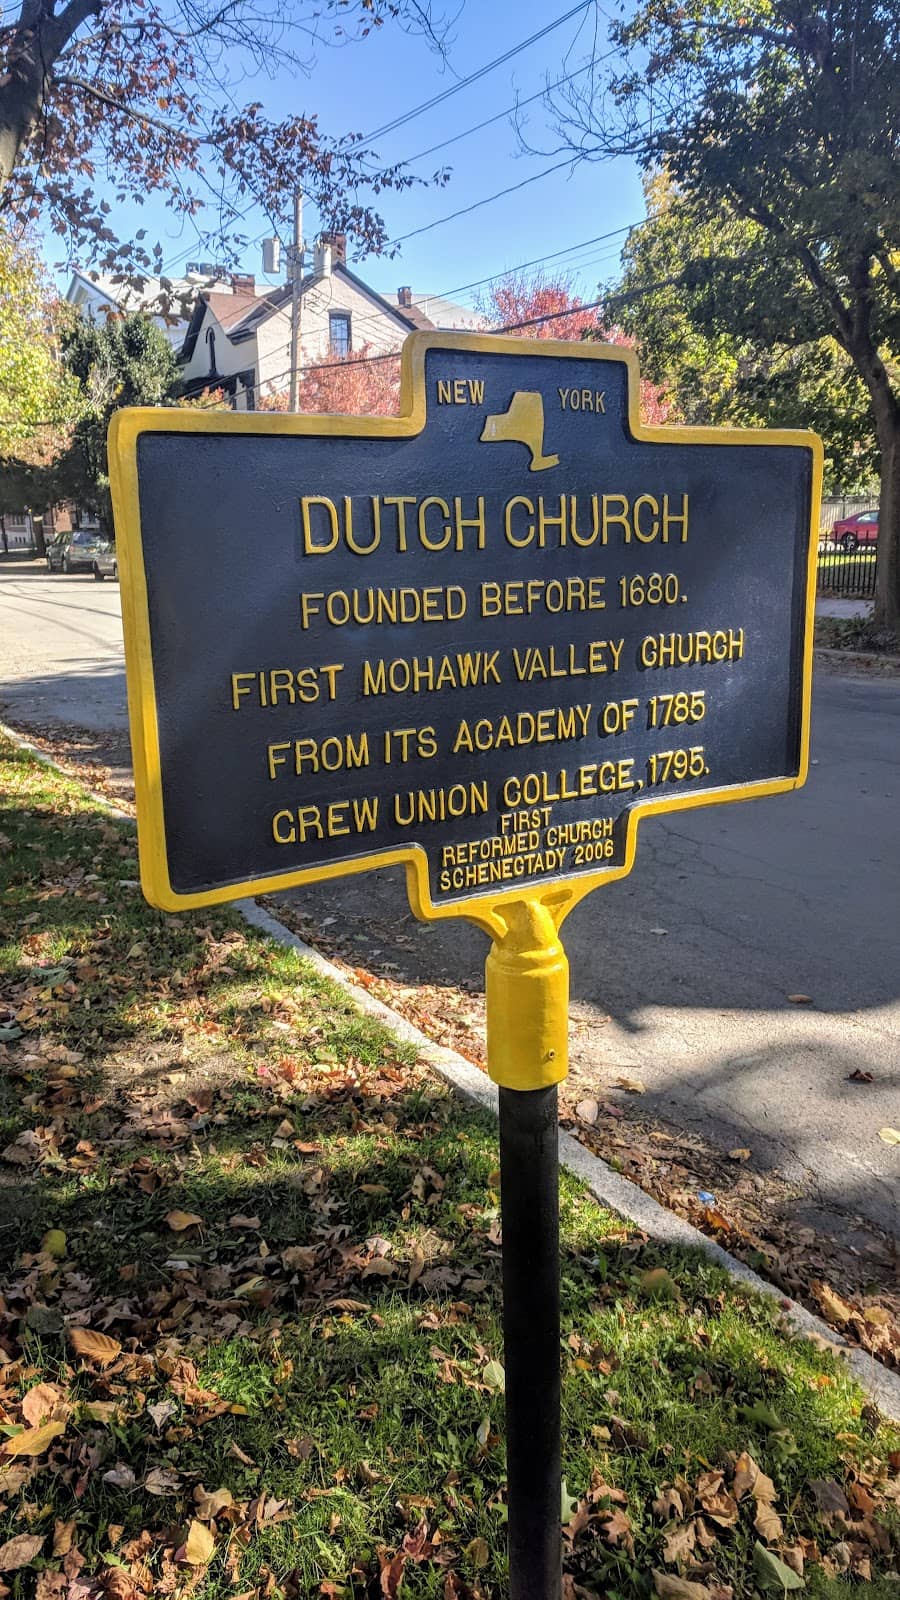 NEW YORK
DUTCH CHURCH
FOUNDED BEFORE 1680.
FIRST MOHAWK VALLEY CHURCH
FROM ITS ACADEMY OF 1785
GREW UNION COLLEGE, 1795.
FIRST
REFORMED CHURCH
SCHENECTADY 2006